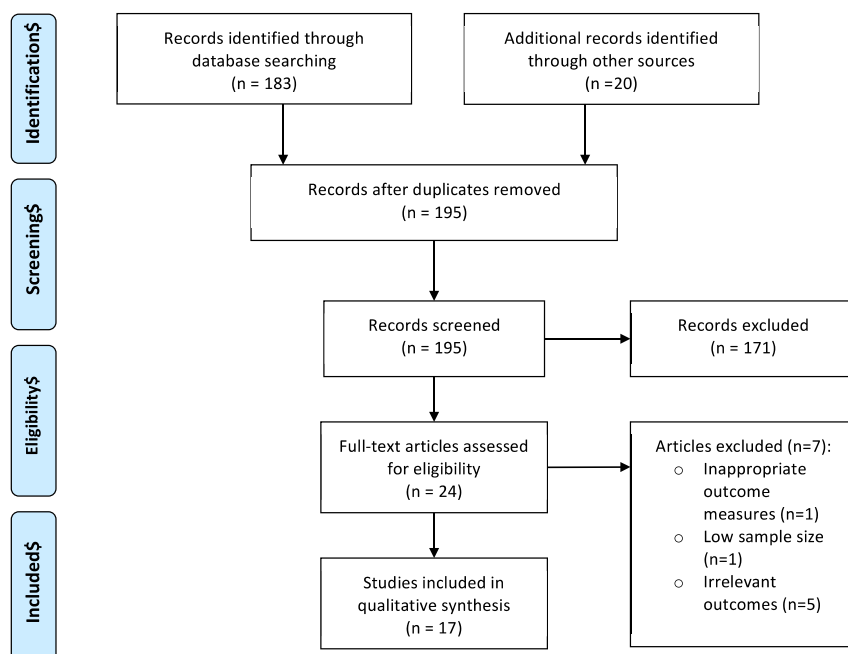 Identification$
Records identified through
database searching
(n = 183)
Additional records identified
through other sources
(n =20)
Screening$
Records after duplicates removed
(n = 195)
Records screened
(n = 195)
Records excluded
(n = 171)
Eligibility$
Full-text articles assessed
for eligibility
(n = 24)
Articles excluded (n=7):
o Inappropriate
outcome
measures (n=1)
o Low sample size
(n=1)
o Irrelevant
outcomes (n=5)
Included$
Studies included in
qualitative synthesis
(n = 17)